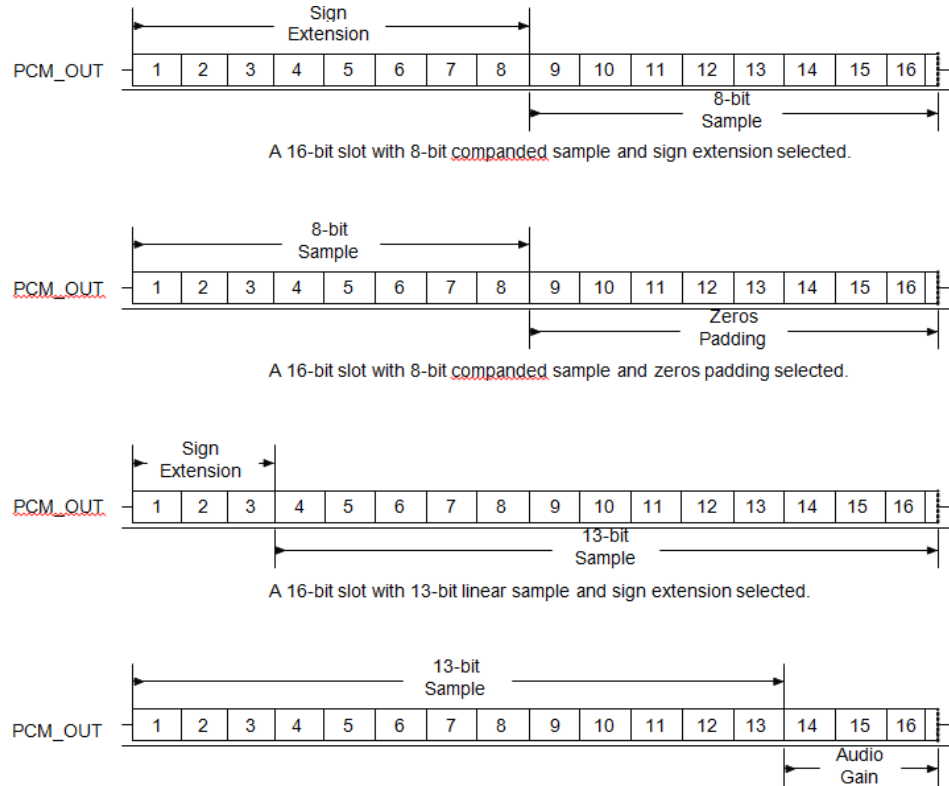 Sign
Extension
PCM_OUT 1 2 3 4 5 6 7 8 9 10 11 12 13 14 15 16
8-bit
Sample
A 16-bit slot with 8-bit companded sample and sign extension selected.
8-bit
Sample
PCM_OUT 1 2 3 4 5 6 7 8 9 10 11 12 13 14 15 16
Zeros
Padding
A 16-bit slot with 8-bit companded sample and zeros padding selected.
Sign
Extension
PCM_OUT 1 2 3 4 5 6 7 8 9 10 11 12 13 14 15 16
13-bit
Sample
A 16-bit slot with 13-bit linear sample and sign extension selected.
13-bit
Sample
PCM_OUT 1 2 3 4 5 6 7 8 9 10 11 12 13 14 15 16
Audio
Gain